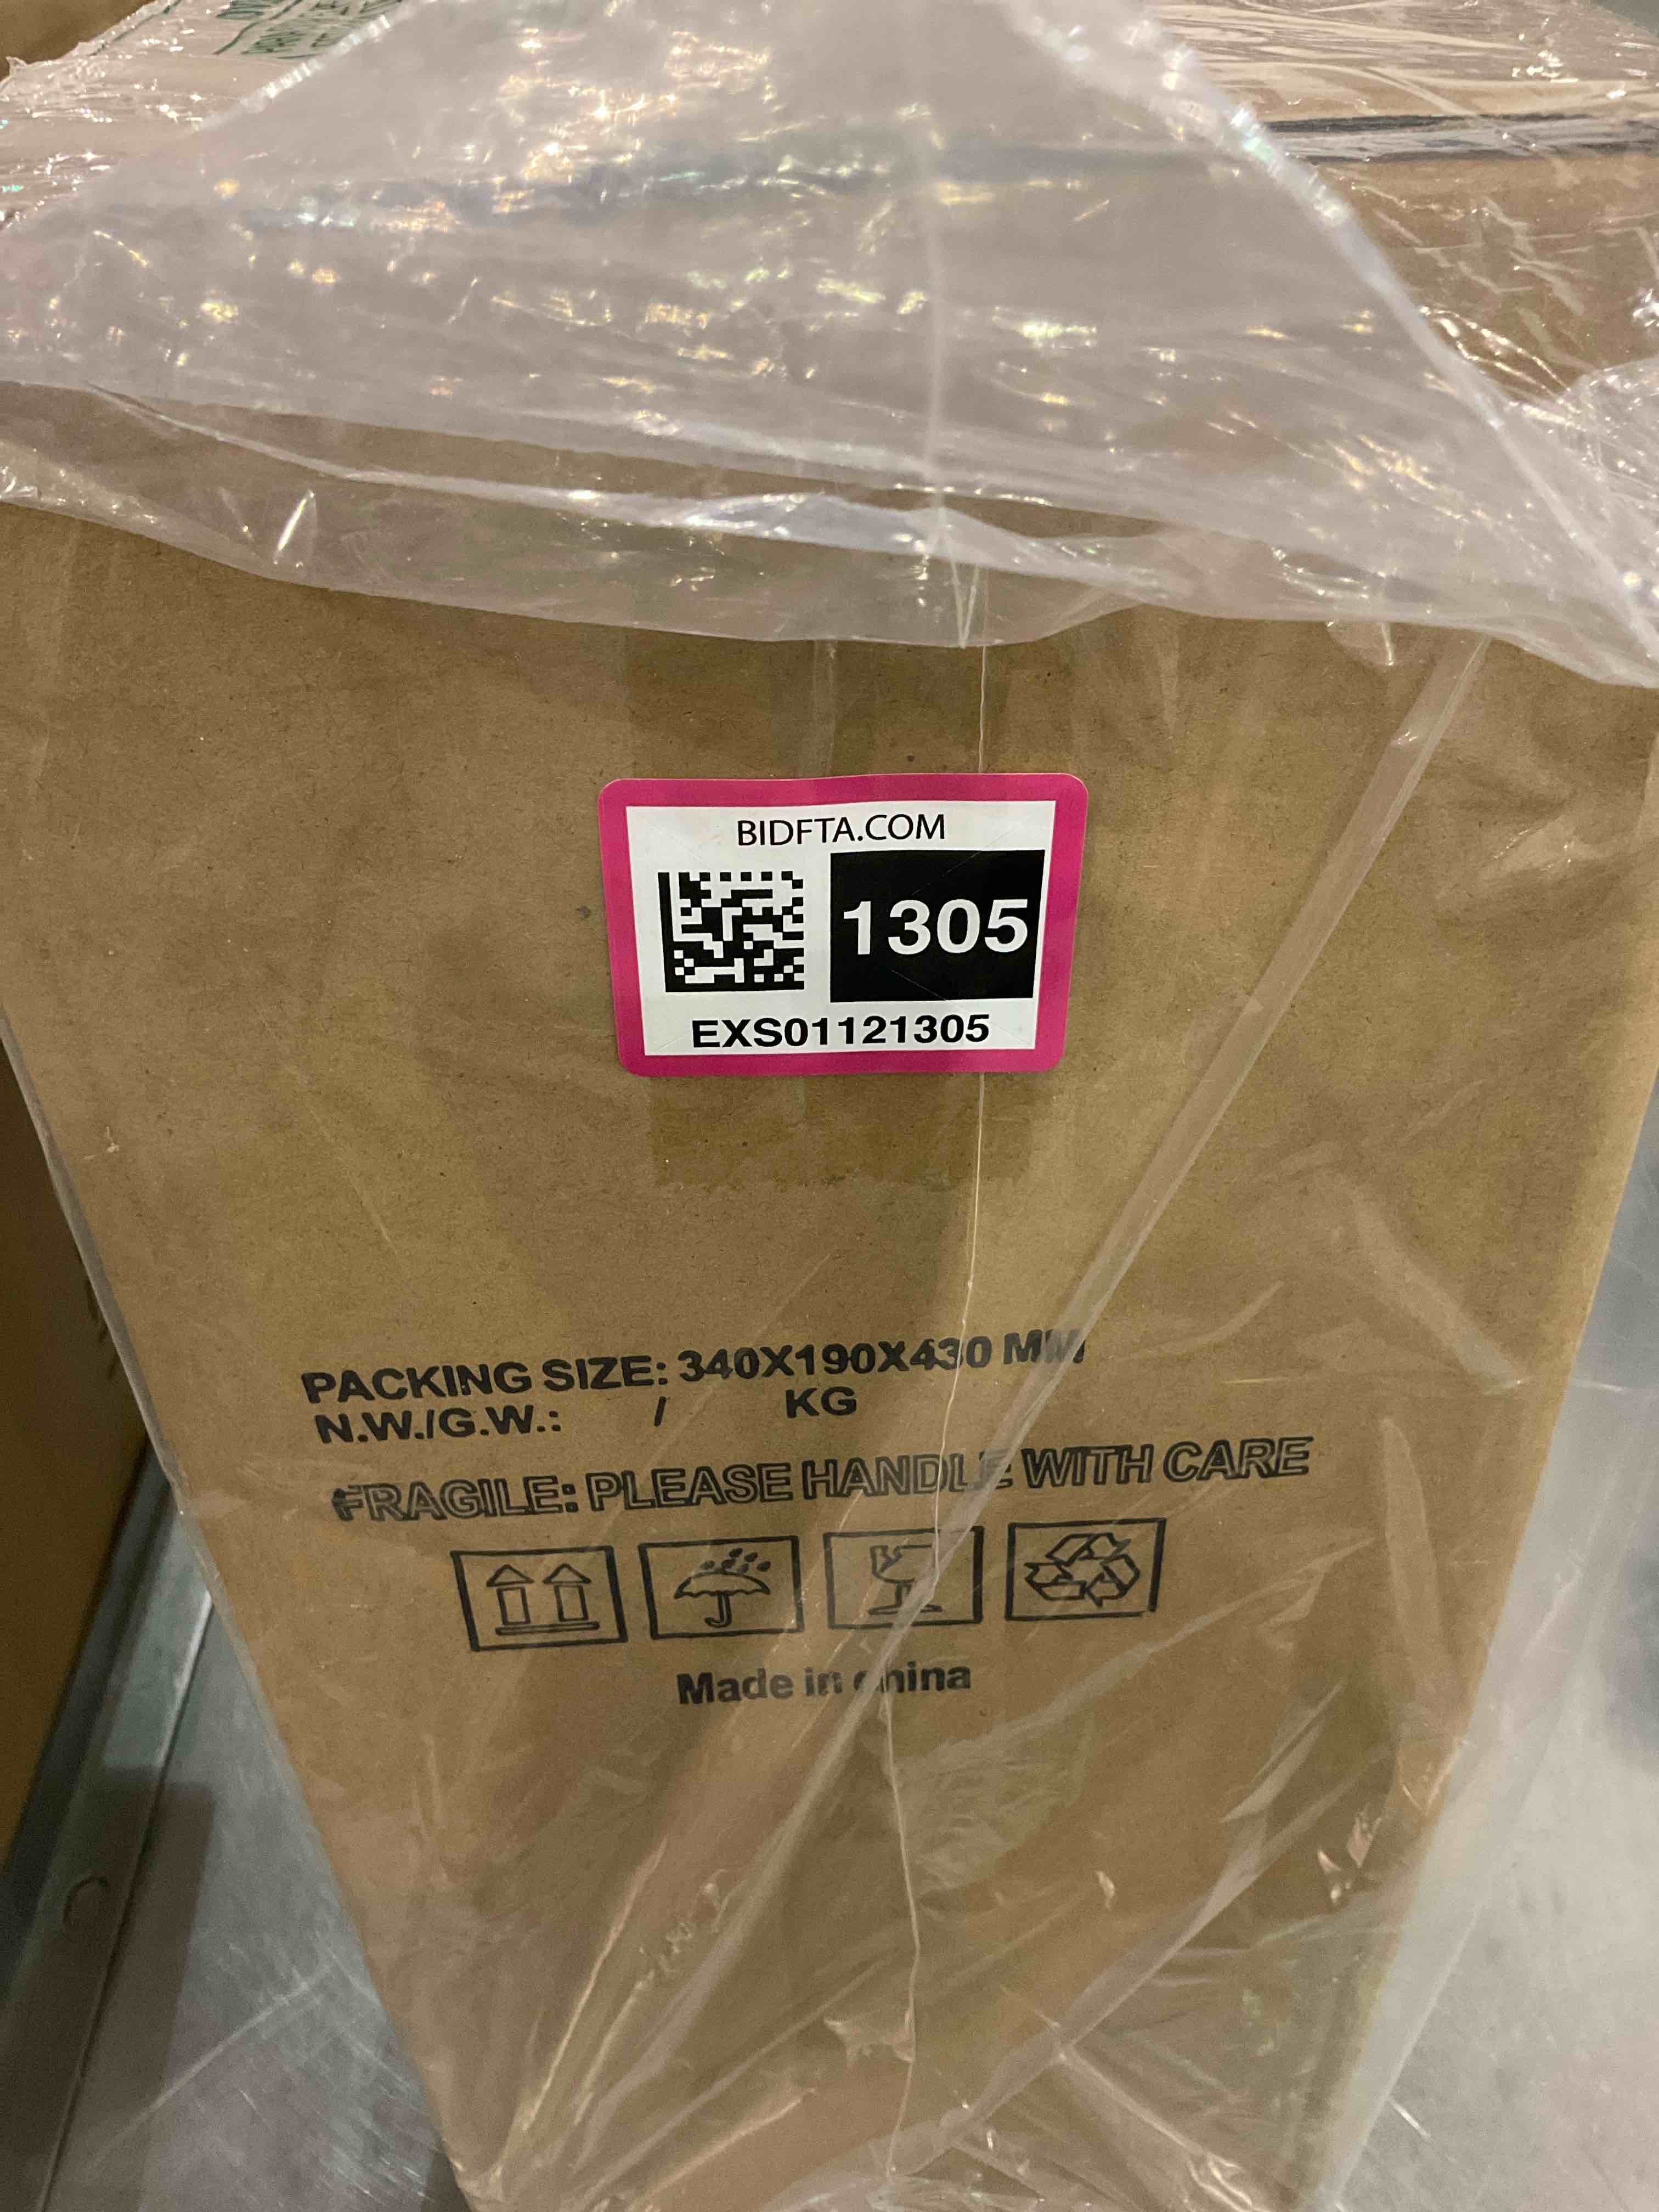 BIDFTA.COM
1305
EXS01121305
PACKING SIZE: 340X190X430 MM
N.W./G.W.: / KG
FRAGILE: PLEASE HANDLE WITH CARE
Made in china